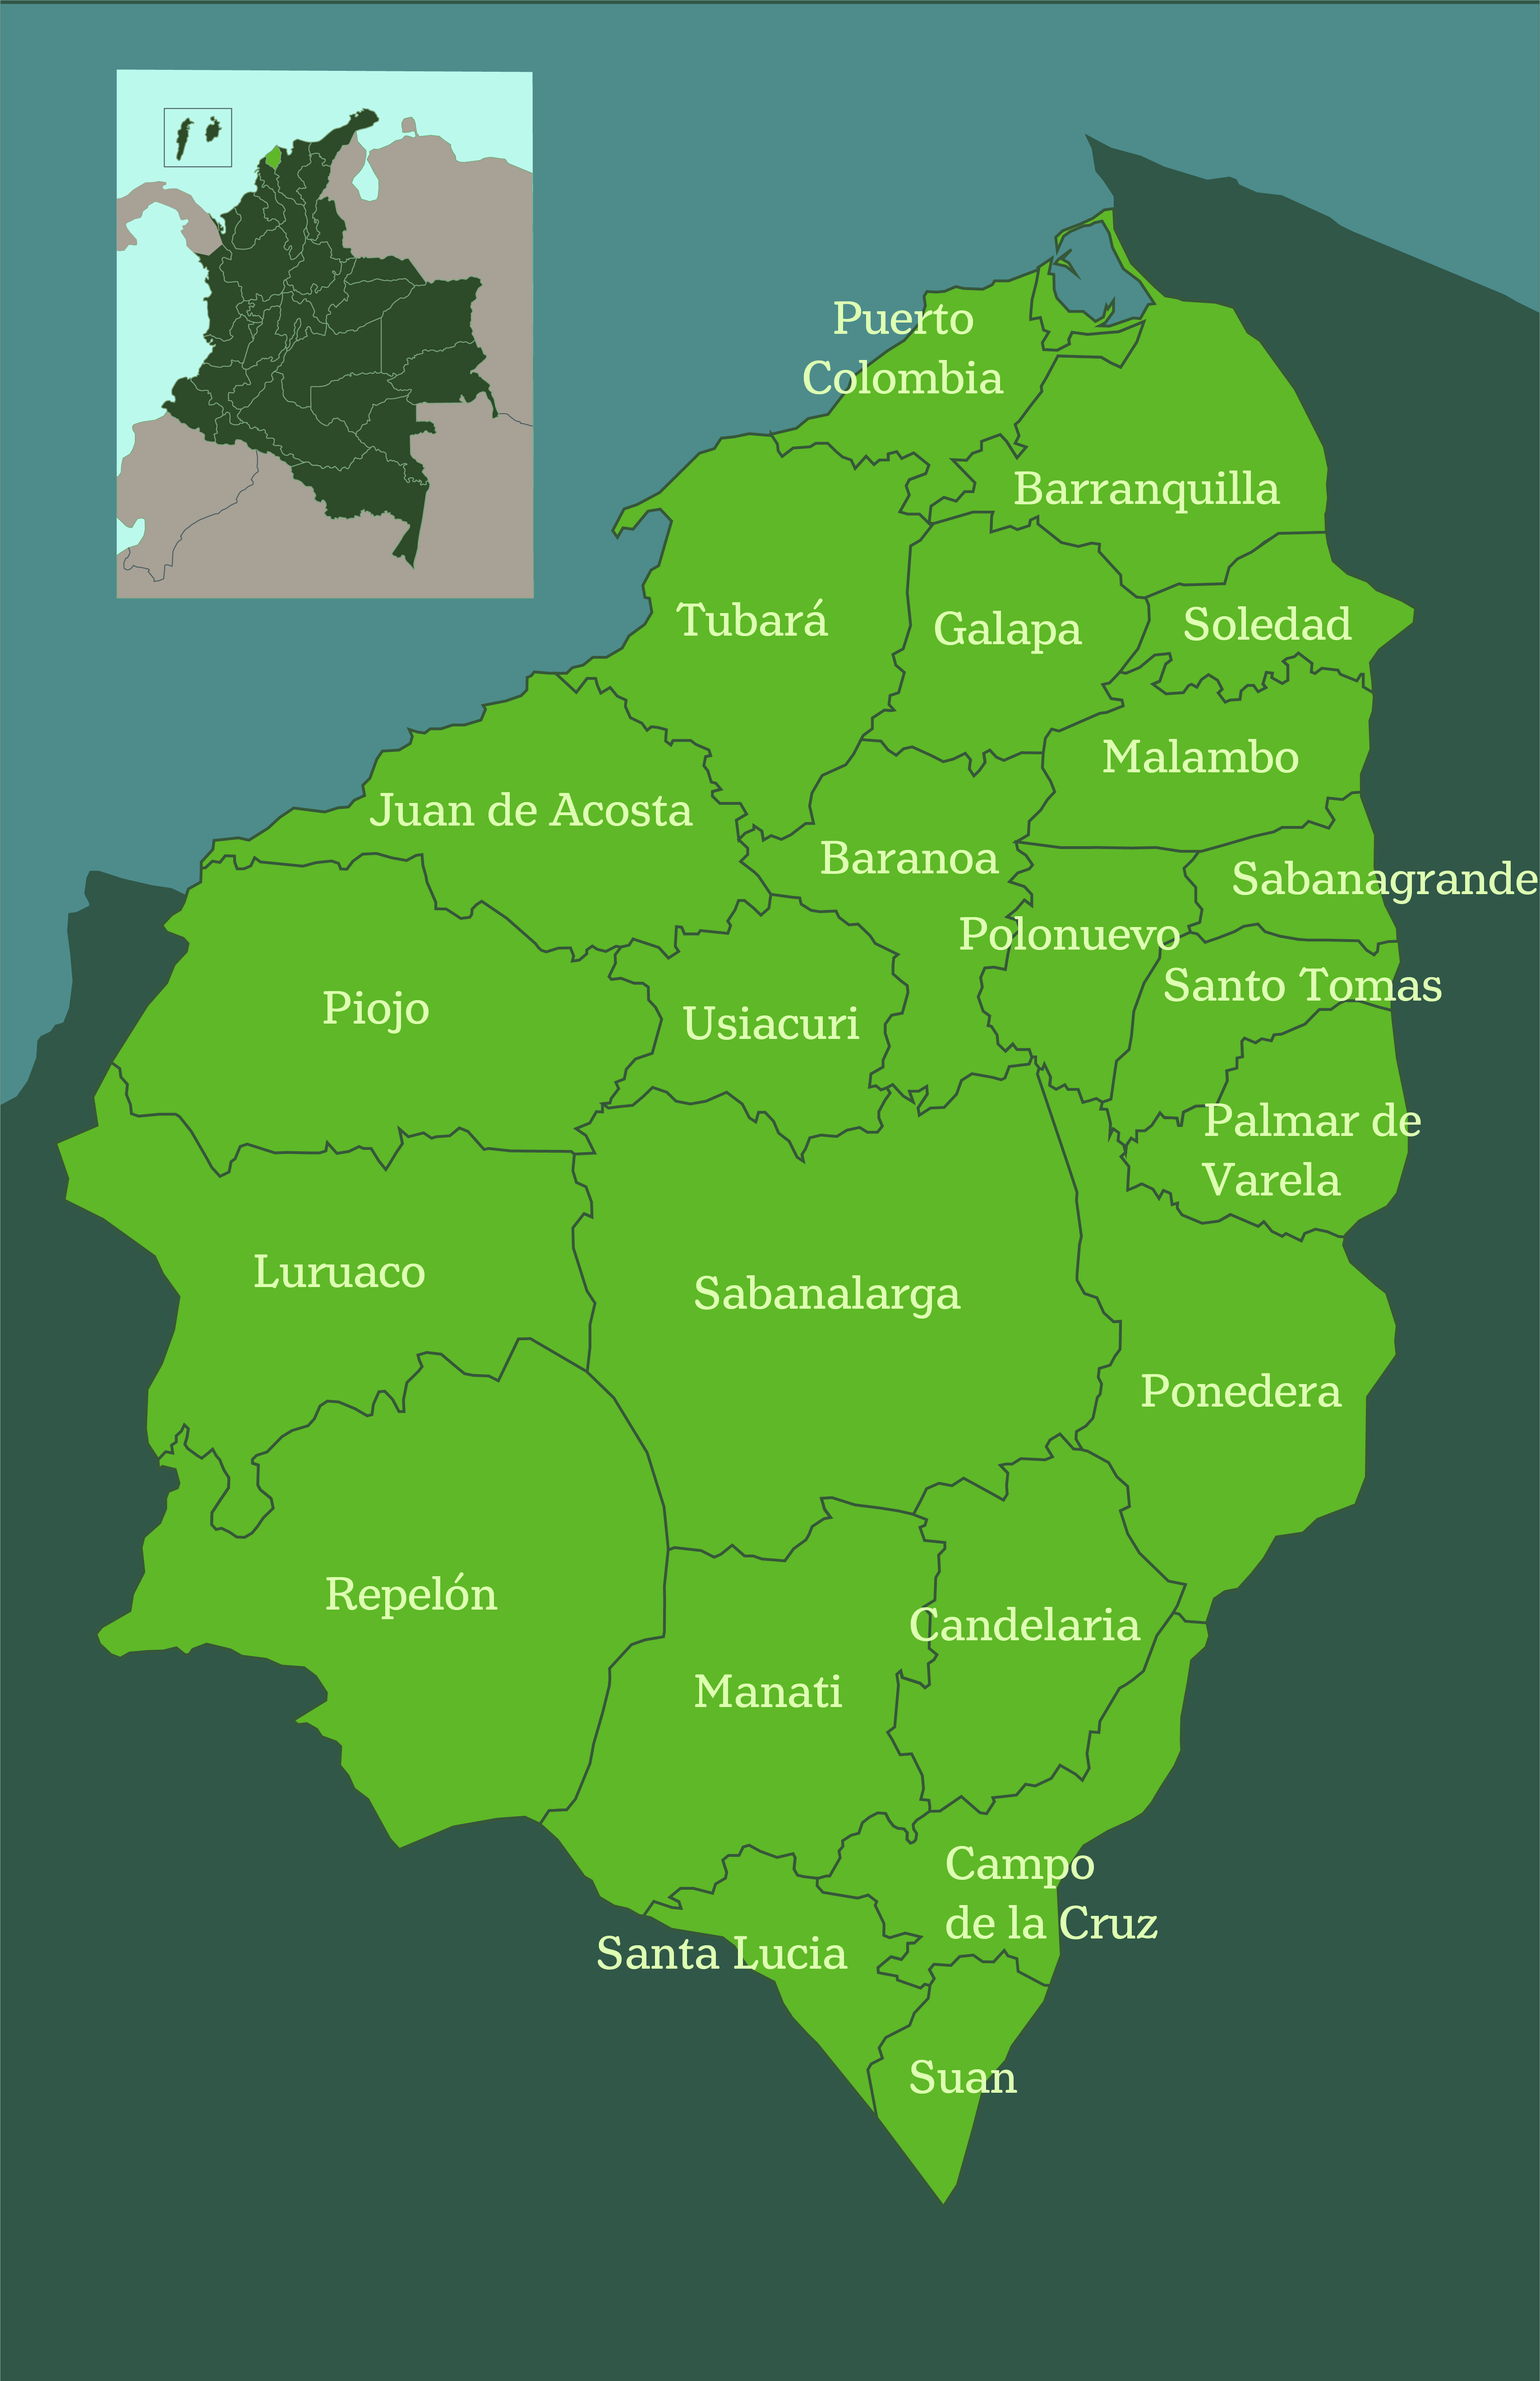 Puerto
Colombia
Barranquilla
Tubará
Galapa
Soledad
Malambo
Juan de Acosta
Baranoa
Sabanagrande
Polonuevo
Santo Tomas
Piojo
Usiacuri
Palmar de
Varela
Luruaco
Sabanalarga
Ponedera
Repelón
Candelaria
Manati
Campo
de la Cruz
Santa Lucia
Suan